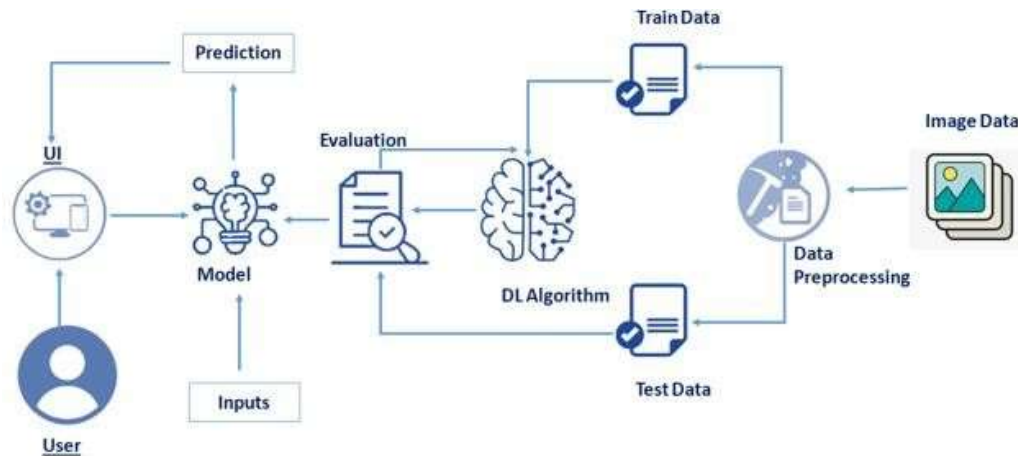 Train Data
Prediction
Image Data
Evaluation
UI
Data
Preprocessing
Model
DL Algorithm
Test Data
Inputs
User